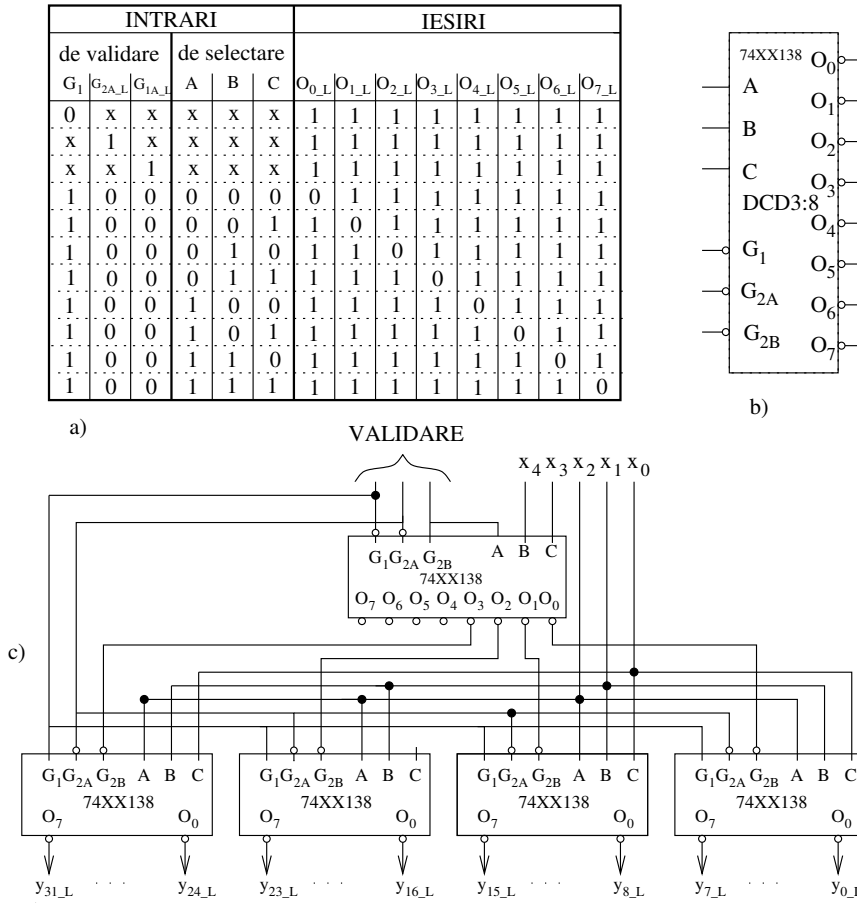 INTRARI IESIRI
de validare de selectare
G1 G2A_L G1A_L A B C O0_L O1_L O2_L O3_L O4_L O5_L O6_L O7_L
0 x x x x x 1 1 1 1 1 1 1 1
x 1 x x x x 1 1 1 1 1 1 1 1
x x 1 x x x 1 1 1 1 1 1 1 1
1 0 0 0 0 0 0 1 1 1 1 1 1 1
1 0 0 0 0 1 1 0 1 1 1 1 1 1
1 0 0 0 1 0 1 1 0 1 1 1 1 1
1 0 0 0 1 1 1 1 1 0 1 1 1 1
1 0 0 1 0 0 1 1 1 1 0 1 1 1
1 0 0 1 0 1 1 1 1 1 1 0 1 1
1 0 0 1 1 0 1 1 1 1 1 1 0 1
1 0 0 1 1 1 1 1 1 1 1 1 1 0
a)
74XX138 O0
A O1
B O2
C O3
DCD3:8 O4
G1 O5
G2A O6
G2B O7
b)
VALIDARE
x4 x3 x2 x1 x0
G1 G2A G2B A B C
74XX138
O7 O6 O5 O4 O3 O2 O1 O0
c)
G1 G2A G2B A B C
74XX138
O7 O0
y31_L . . . y24_L
G1 G2A G2B A B C
74XX138
O7 O0
y23_L . . . y16_L
G1 G2A G2B A B C
74XX138
O7 O0
y15_L . . . y8_L
G1 G2A G2B A B C
74XX138
O7 O0
y7_L . . . y0_L